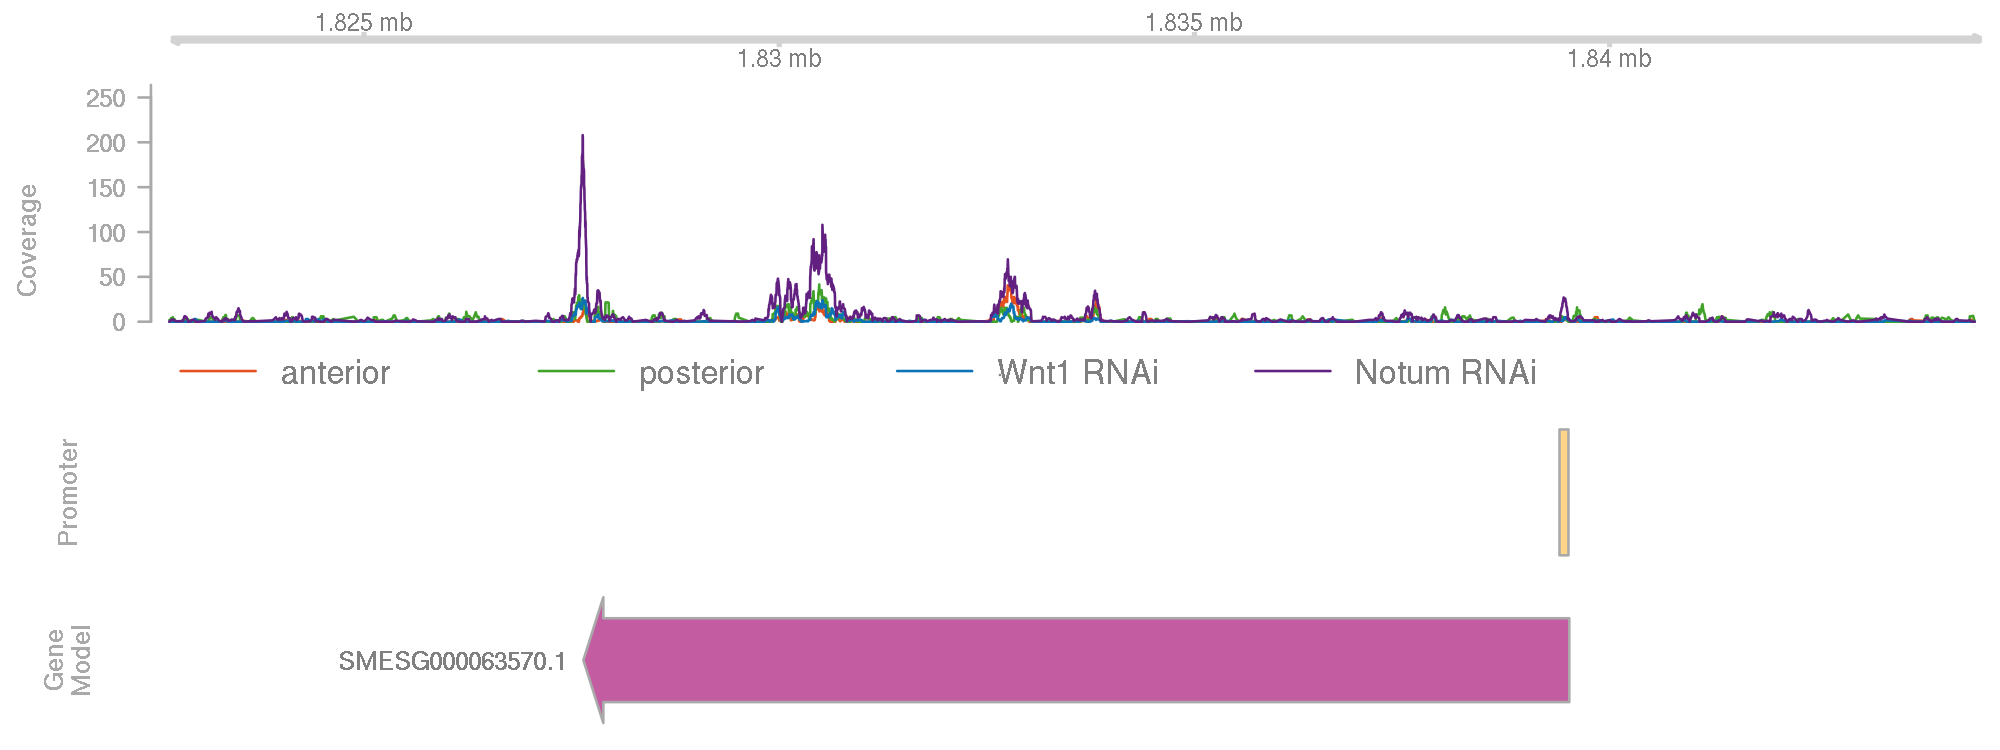 1.825 mb
1.835 mb
1.83 mb
1.84 mb
Coverage
250
200
150
100
50
0
anterior posterior Wnt1 RNAi Notum RNAi
Promoter
Gene
Model
SMESG000063570.1